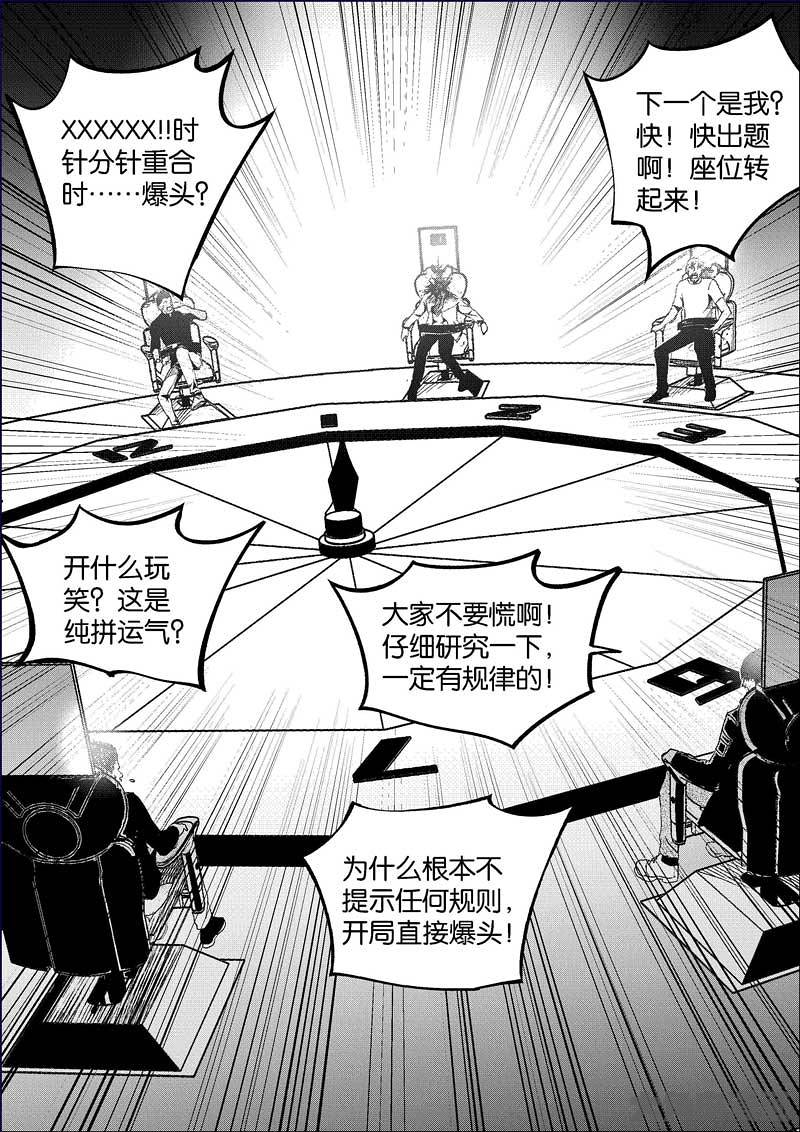 XXXXXX!!时
针分针重合
时……爆头？
下一个是我？
快！快出题
啊！座位转
起来！
开什么玩
笑？这是
纯拼运气？
大家不要慌啊！
仔细研究一下，
一定有规律的！
为什么根本不
提示任何规则，
开局直接爆头！